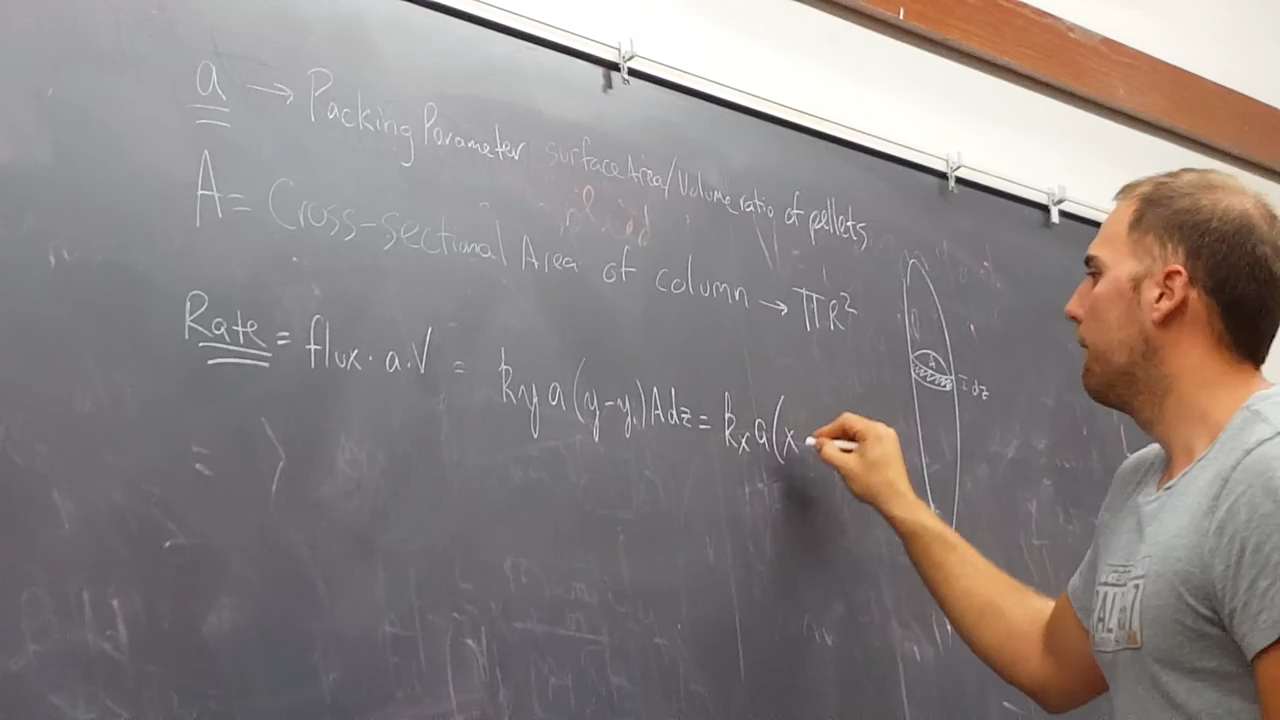 a → Packing Parameter surface Area/Volume ratio of pellets
A = Cross-sectional Area of column → πR²
A
dz
Rate = flux · a · V = kya(y-yi)Adz = kxa(x-
=